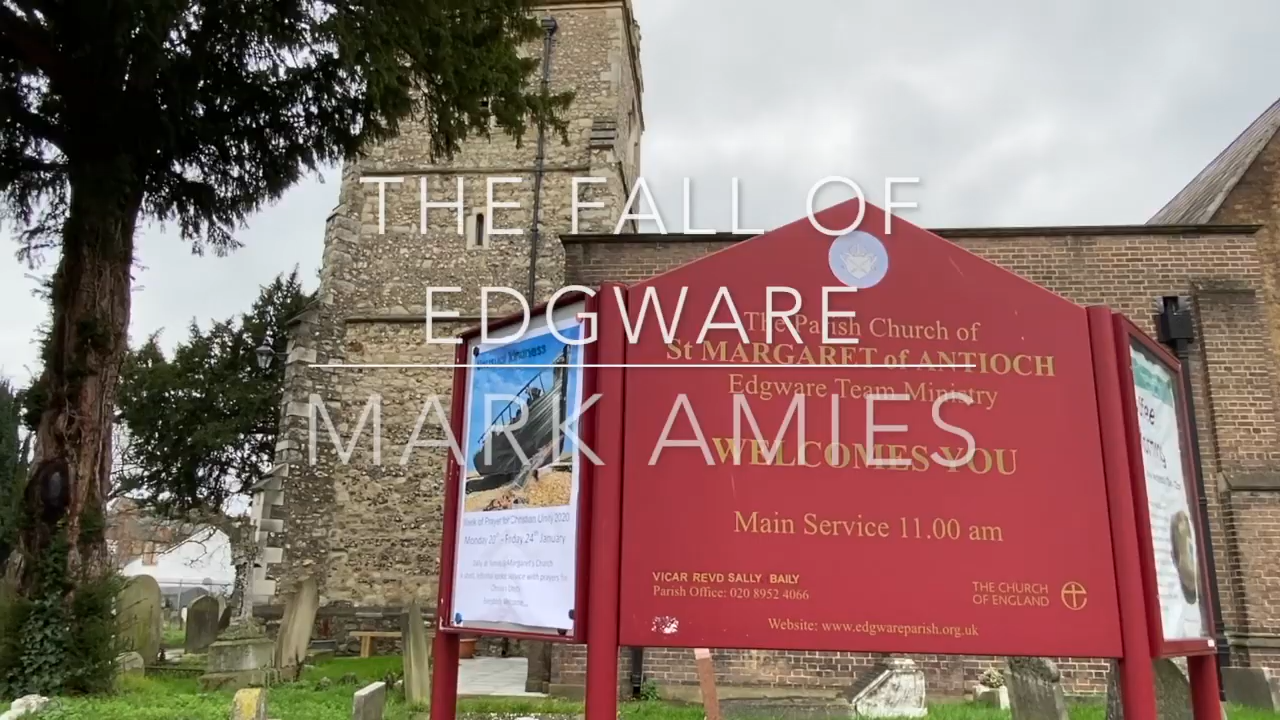 THE FALL OF
EDGWARE
MARK AMIES
The Parish Church of
St MARGARET of ANTIOCH
Edgware Team Ministry
WELCOMES YOU
Main Service 11.00 am
VICAR REVD SALLY BAILY
Parish Office: 020 8952 4066
THE CHURCH
OF ENGLAND
Website: www.edgwareparish.org.uk
kindness
Week of Prayer for Christian Unity 2020
Monday 20th - Friday 24th January